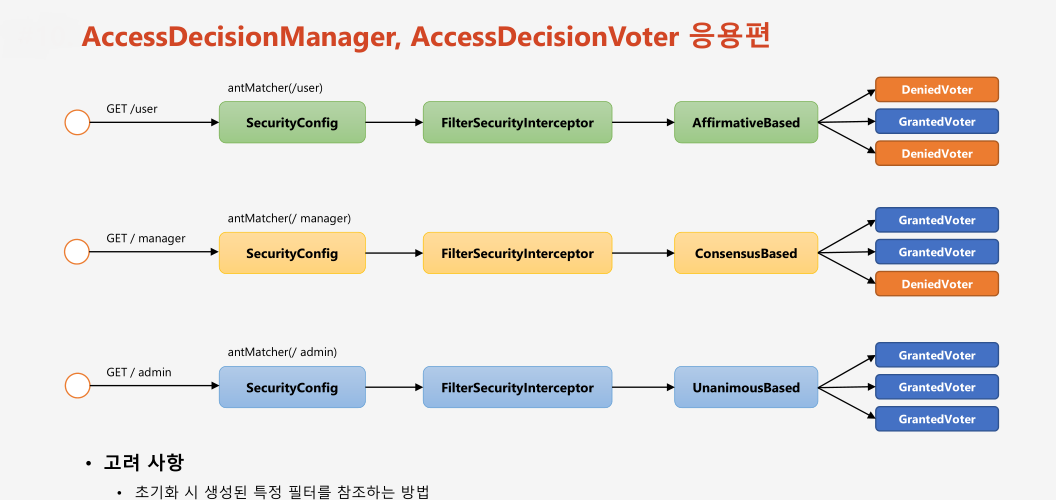 AccessDecisionManager, AccessDecisionVoter 응용편
antMatcher(/user)
GET /user
SecurityConfig
FilterSecurityInterceptor
AffirmativeBased
DeniedVoter
GrantedVoter
DeniedVoter
antMatcher(/ manager)
GET / manager
SecurityConfig
FilterSecurityInterceptor
ConsensusBased
GrantedVoter
GrantedVoter
DeniedVoter
antMatcher(/ admin)
GET / admin
SecurityConfig
FilterSecurityInterceptor
UnanimousBased
GrantedVoter
GrantedVoter
GrantedVoter
• 고려 사항
• 초기화 시 생성된 특정 필터를 참조하는 방법